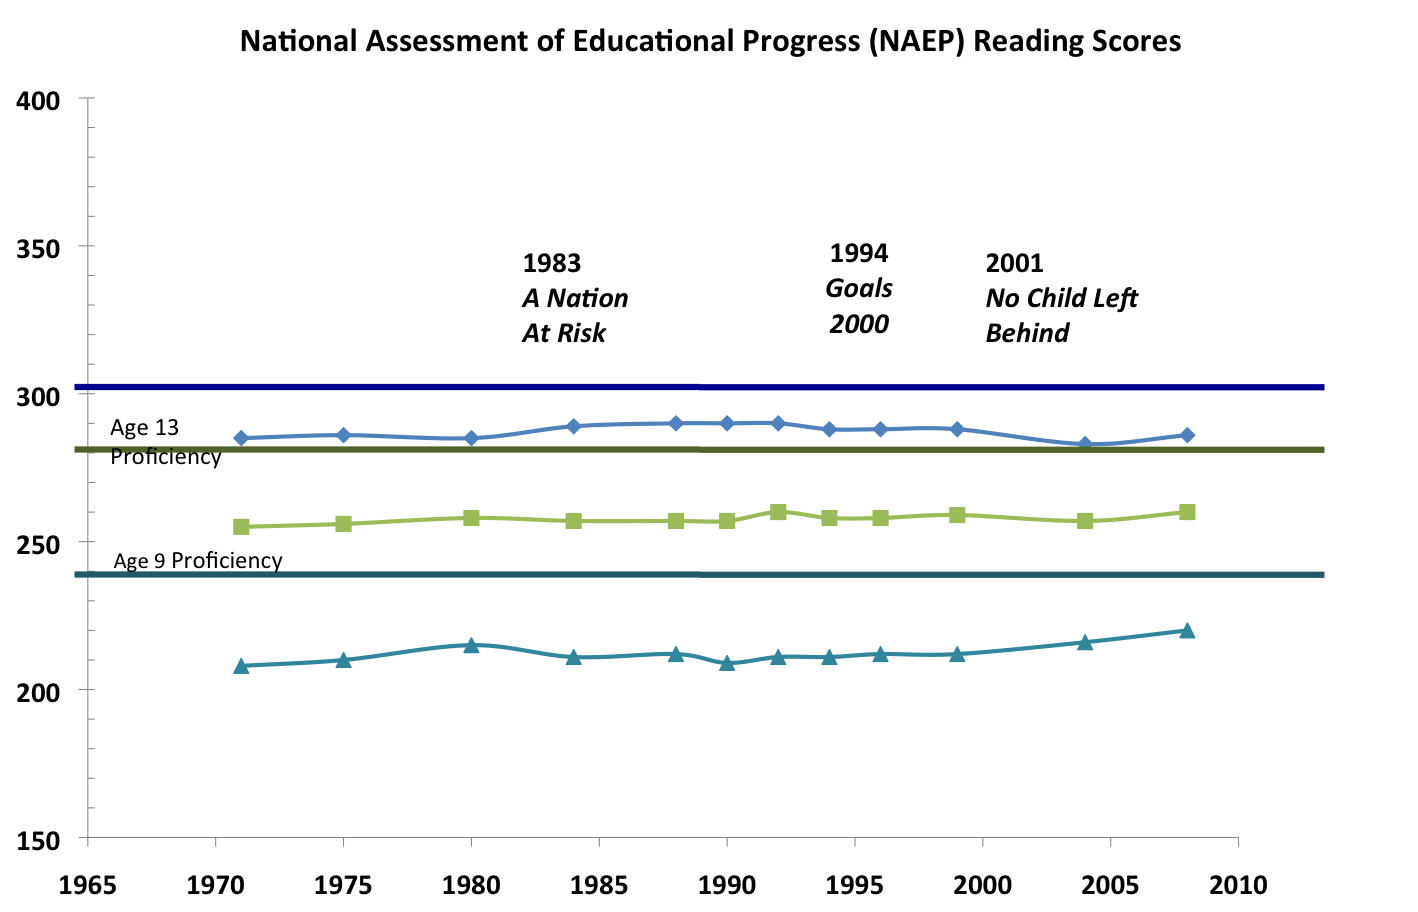 National Assessment of Educational Progress (NAEP) Reading Scores
400
350
300
250
200
150
1983
A Nation
At Risk
1994
Goals
2000
2001
No Child Left
Behind
Age 13
Proficiency
Age 9 Proficiency
1965 1970 1975 1980 1985 1990 1995 2000 2005 2010